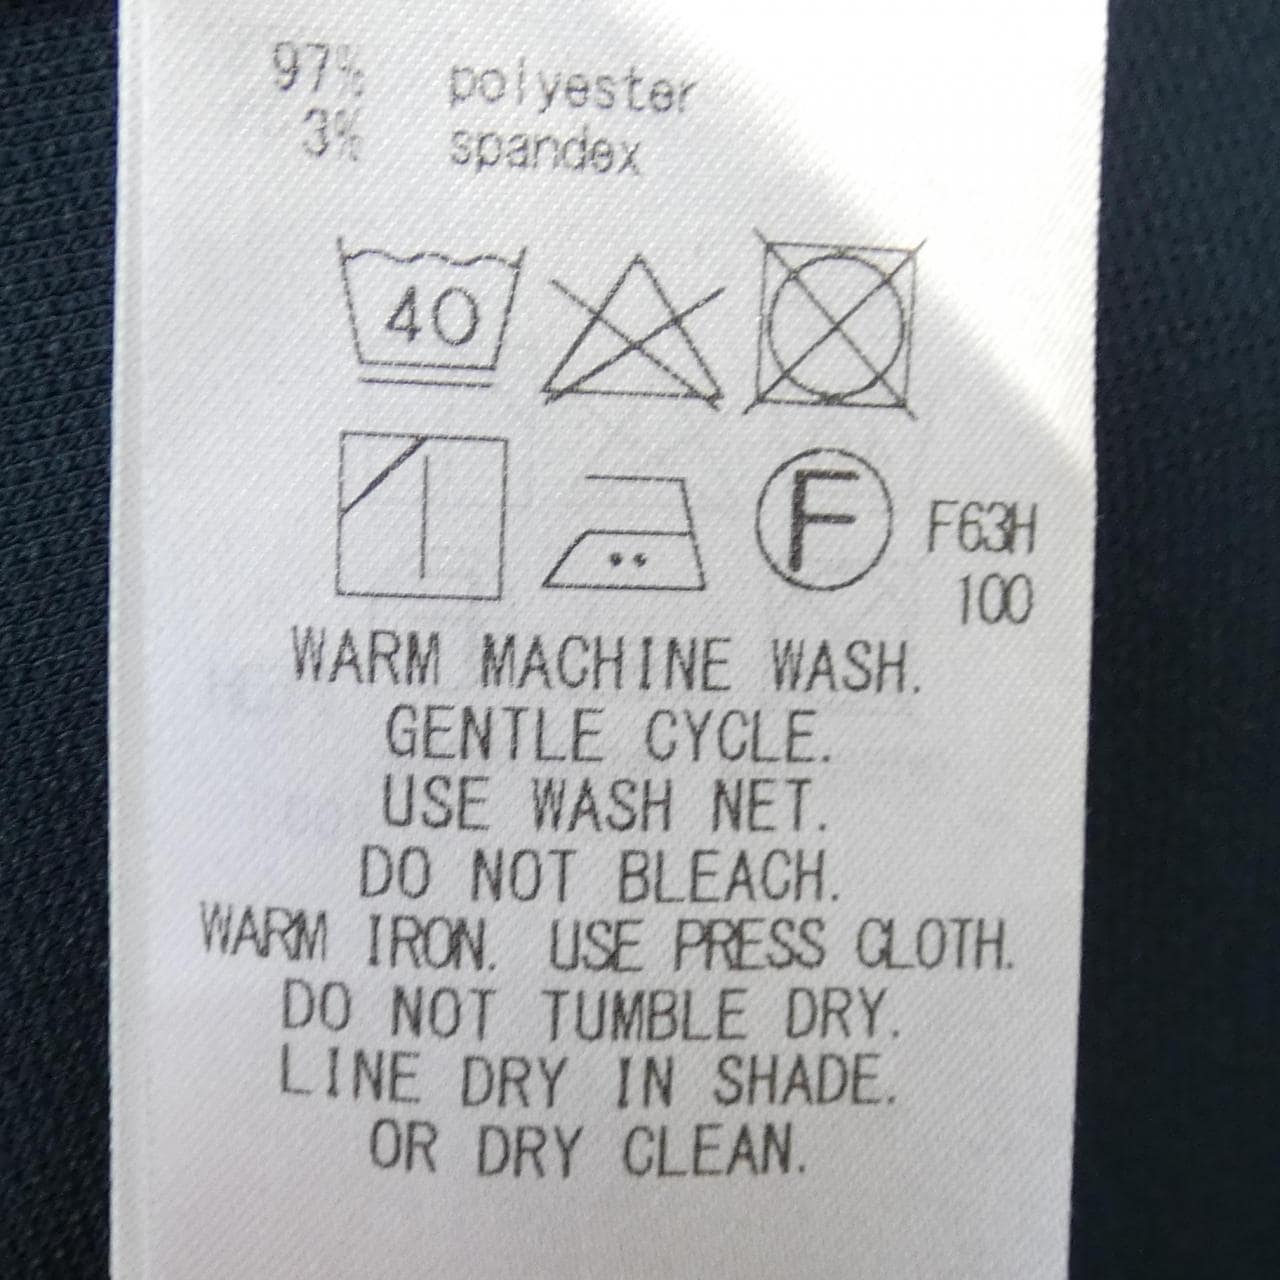 97% polyester
3% spandex
40
F
F63H
100
WARM MACHINE WASH.
GENTLE CYCLE.
USE WASH NET.
DO NOT BLEACH.
WARM IRON. USE PRESS CLOTH.
DO NOT TUMBLE DRY.
LINE DRY IN SHADE.
OR DRY CLEAN.